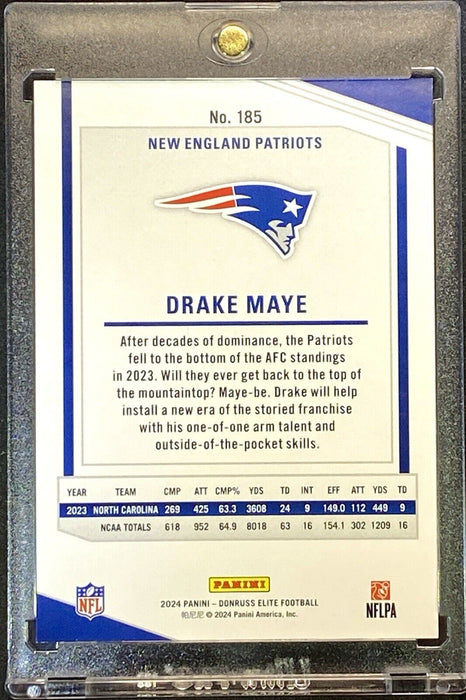 No. 185
NEW ENGLAND PATRIOTS
DRAKE MAYE
After decades of dominance, the Patriots
fell to the bottom of the AFC standings
in 2023. Will they ever get back to the top of
the mountaintop? Maye-be. Drake will help
install a new era of the storied franchise
with his one-of-one arm talent and
outside-of-the-pocket skills.
YEAR TEAM CMP ATT CMP% YDS TD INT EFF ATT YDS TD
2023 NORTH CAROLINA 269 425 63.3 3608 24 9 149.0 112 449 9
NCAA TOTALS 618 952 64.9 8018 63 16 154.1 302 1209 16
NFL
PANINI
2024 PANINI – DONRUSS ELITE FOOTBALL
帕尼尼 © 2024 Panini America, Inc.
NFLPA